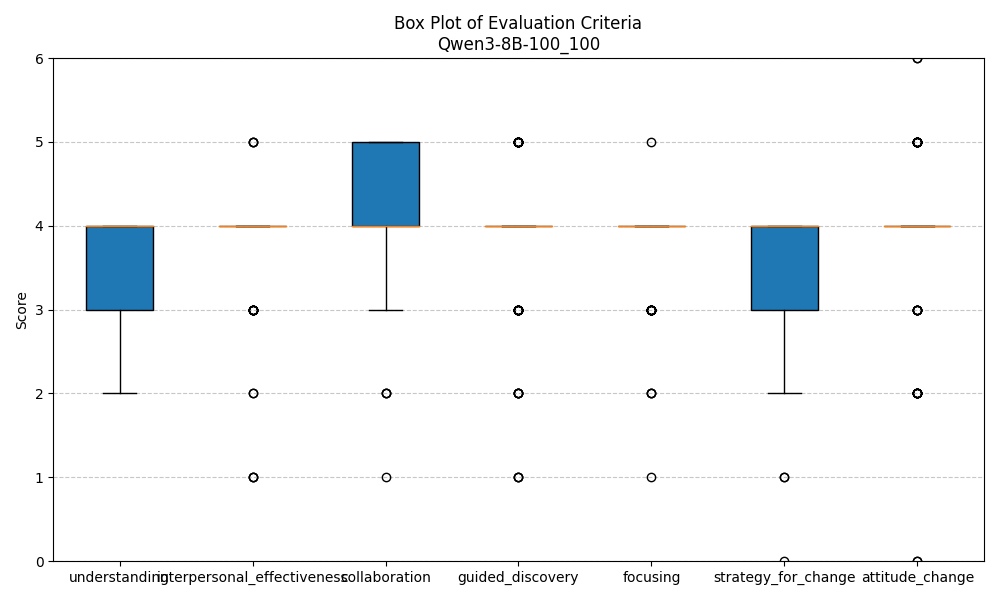 Box Plot of Evaluation Criteria
Qwen3-8B-100_100
6
5
4
3
2
1
0
Score
understanding
interpersonal_effectiveness
collaboration
guided_discovery
focusing
strategy_for_change
attitude_change